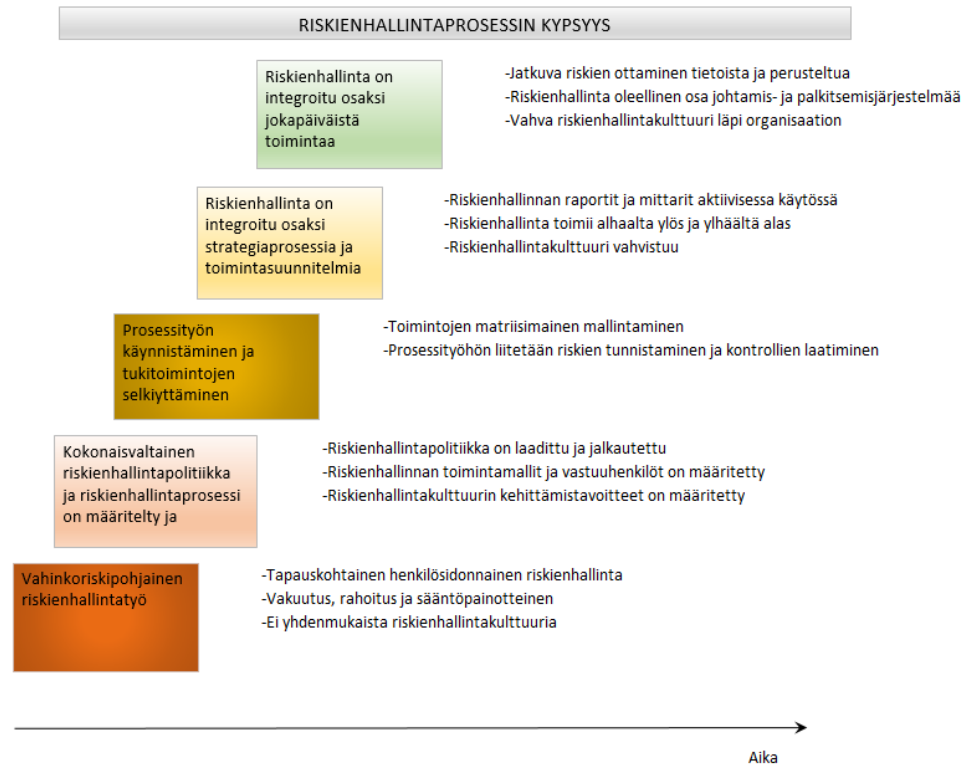 RISKIENHALLINTAPROSESSIN KYPSYYS
Riskienhallinta on
integroitu osaksi
jokapäiväistä
toimintaa
-Jatkuva riskien ottaminen tietoista ja perusteltua
-Riskienhallinta oleellinen osa johtamis- ja palkitsemisjärjestelmää
-Vahva riskienhallintakulttuuri läpi organisaation
Riskienhallinta on
integroitu osaksi
strategiaprosessia ja
toimintasuunnitelmia
-Riskienhallinnan raportit ja mittarit aktiivisessa käytössä
-Riskienhallinta toimii alhaalta ylös ja ylhäältä alas
-Riskienhallintakulttuuri vahvistuu
Prosessityön
käynnistäminen ja
tukitoimintojen
selkiyttäminen
-Toimintojen matriisimainen mallintaminen
-Prosessityöhön liitetään riskien tunnistaminen ja kontrollien laatiminen
Kokonaisvaltainen
riskienhallintapolitiikka
ja riskienhallintaprosessi
on määritelty ja
-Riskienhallintapolitiikka on laadittu ja jalkautettu
-Riskienhallinnan toimintamallit ja vastuuhenkilöt on määritetty
-Riskienhallintakulttuurin kehittämistavoitteet on määritetty
Vahinkoriskipohjainen
riskienhallintatyö
-Tapauskohtainen henkilösidonnainen riskienhallinta
-Vakuutus, rahoitus ja sääntöpainotteinen
-Ei yhdenmukaista riskienhallintakulttuuria
Aika